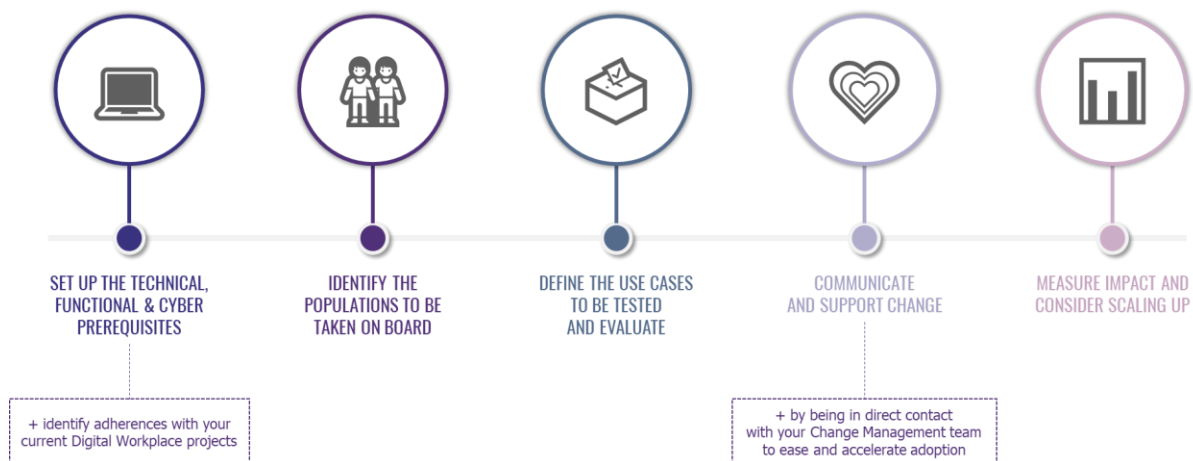 SET UP THE TECHNICAL,
FUNCTIONAL & CYBER
PREREQUISITES
IDENTIFY THE
POPULATIONS TO BE
TAKEN ON BOARD
DEFINE THE USE CASES
TO BE TESTED
AND EVALUATE
COMMUNICATE
AND SUPPORT CHANGE
MEASURE IMPACT AND
CONSIDER SCALING UP
+ identify adherences with your
current Digital Workplace projects
+ by being in direct contact
with your Change Management team
to ease and accelerate adoption